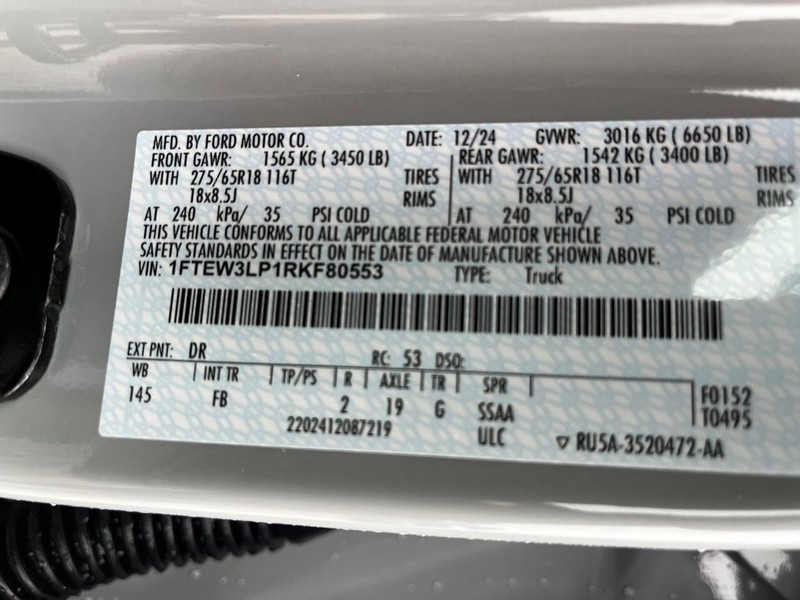 MFD. BY FORD MOTOR CO. DATE: 12/24 GVWR: 3016 KG ( 6650 LB)
FRONT GAWR: 1565 KG ( 3450 LB) REAR GAWR: 1542 KG ( 3400 LB)
WITH 275/65R18 116T TIRES WITH 275/65R18 116T TIRES
18x8.5J RIMS 18x8.5J RIMS
AT 240 kPa/ 35 PSI COLD AT 240 kPa/ 35 PSI COLD
THIS VEHICLE CONFORMS TO ALL APPLICABLE FEDERAL MOTOR VEHICLE
SAFETY STANDARDS IN EFFECT ON THE DATE OF MANUFACTURE SHOWN ABOVE.
VIN: 1FTEW3LP1RKF80553 TYPE: Truck
EXT PNT: DR RC: 53 DSO:
WB INT TR TP/PS R AXLE TR SPR F0152
145 FB 2 19 G SSAA T0495
2202412087219 ULC RU5A-3520472-AA